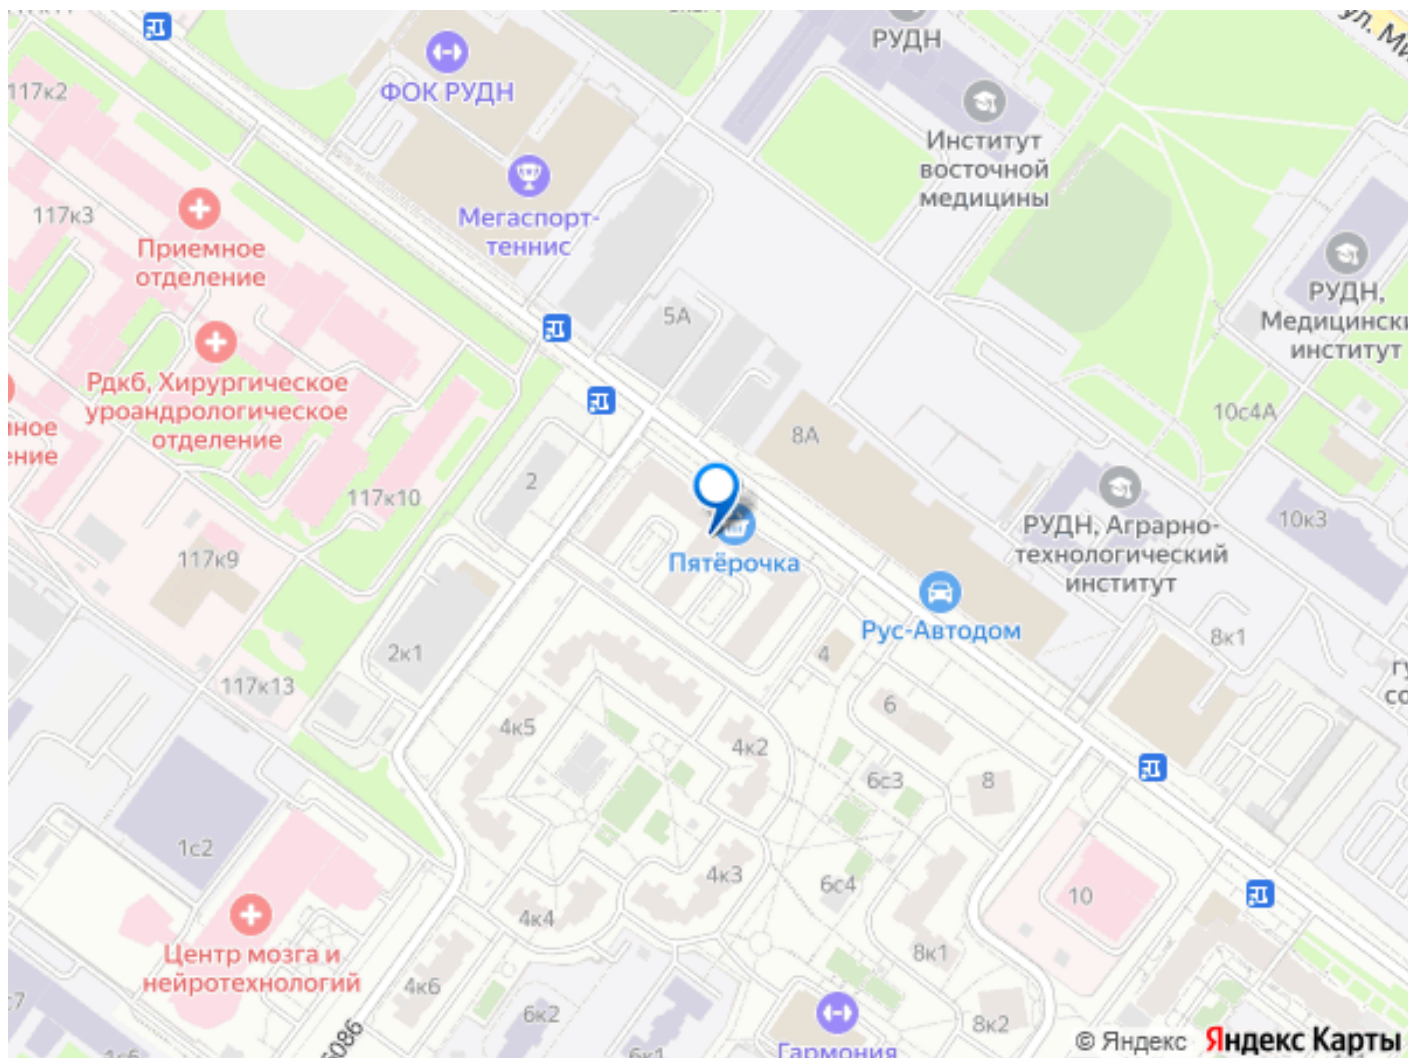 РУДН
ФОК РУДН
117к2
Институт
восточной
медицины
Мегаспорт-
теннис
117к3
Приемное
отделение
РУДН,
институт
5А
Рдкб, Хирургическое
уроандрологическое
отделение
10с4А
8А
2
117к10
10к3
РУДН, Аграрно-
технологический
институт
117к9
Пятёрочка
Рус-Автодом
8к1
4
2к1
117к13
6
4к5
4к2
6с3
8
1с2
4к3
6с4
10
4к4
Центр мозга и
нейротехнологий
8к1
4к6
6к2
8к2
Гармония
© Яндекс Яндекс Карты